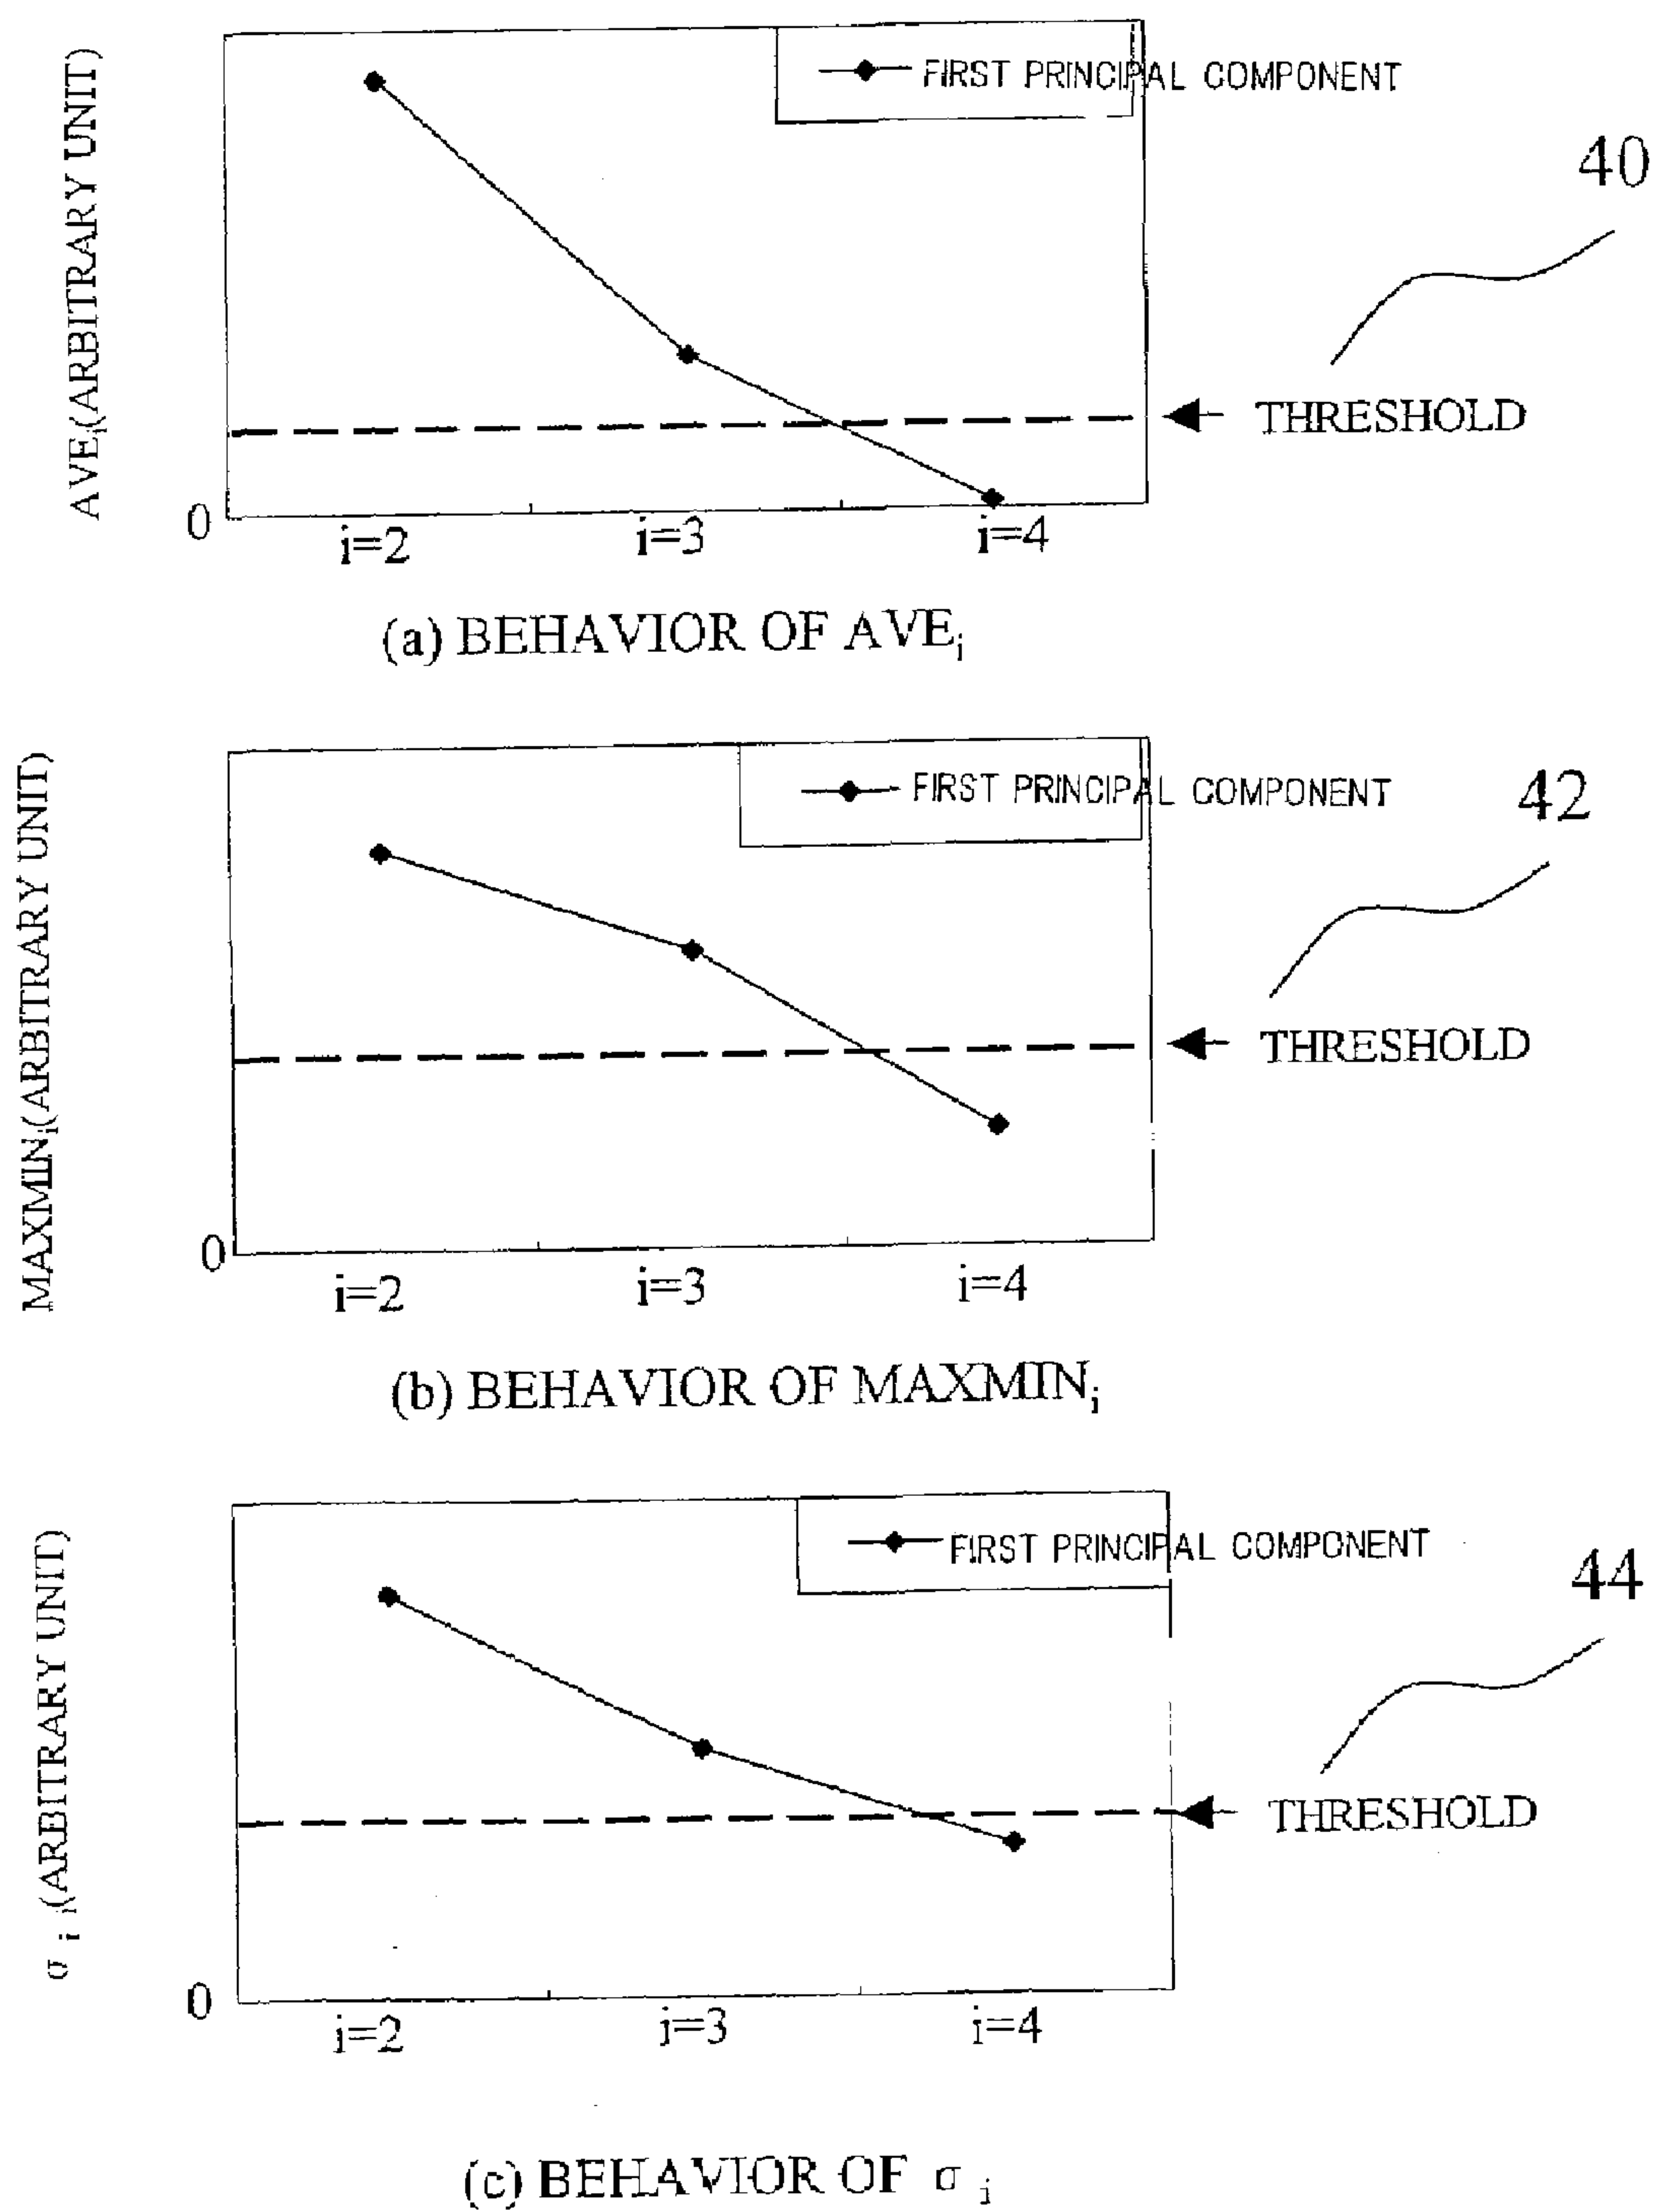 FIRST PRINCIPAL COMPONENT
40
AVEi(ARBITRARY UNIT)
THRESHOLD
0
i=2 i=3 i=4
(a) BEHAVIOR OF AVEi
FIRST PRINCIPAL COMPONENT
42
MAXMINi(ARBITRARY UNIT)
THRESHOLD
0
i=2 i=3 i=4
(b) BEHAVIOR OF MAXMINi
FIRST PRINCIPAL COMPONENT
44
σ i i(ARBITRARY UNIT)
THRESHOLD
0
i=2 i=3 i=4
(c) BEHAVIOR OF σ i